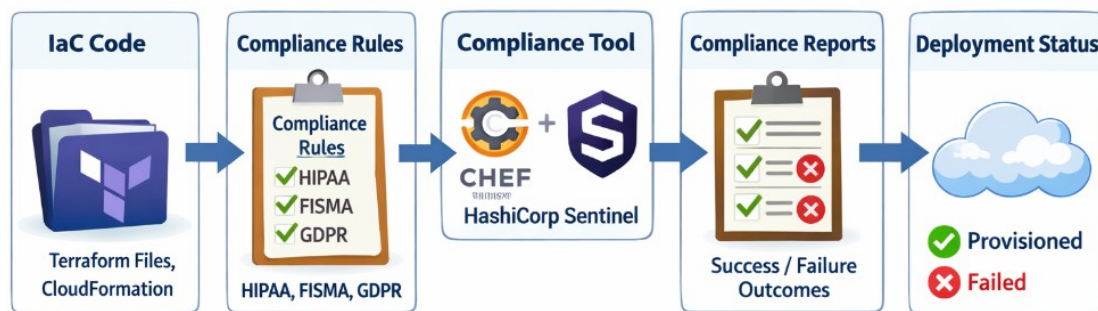 IaC Code
Terraform Files,
CloudFormation
Compliance Rules
Compliance
Rules
HIPAA
FISMA
GDPR
HIPAA, FISMA, GDPR
Compliance Tool
+
CHEF
HashiCorp Sentinel
Compliance Reports
Success / Failure
Outcomes
Deployment Status
Provisioned
Failed